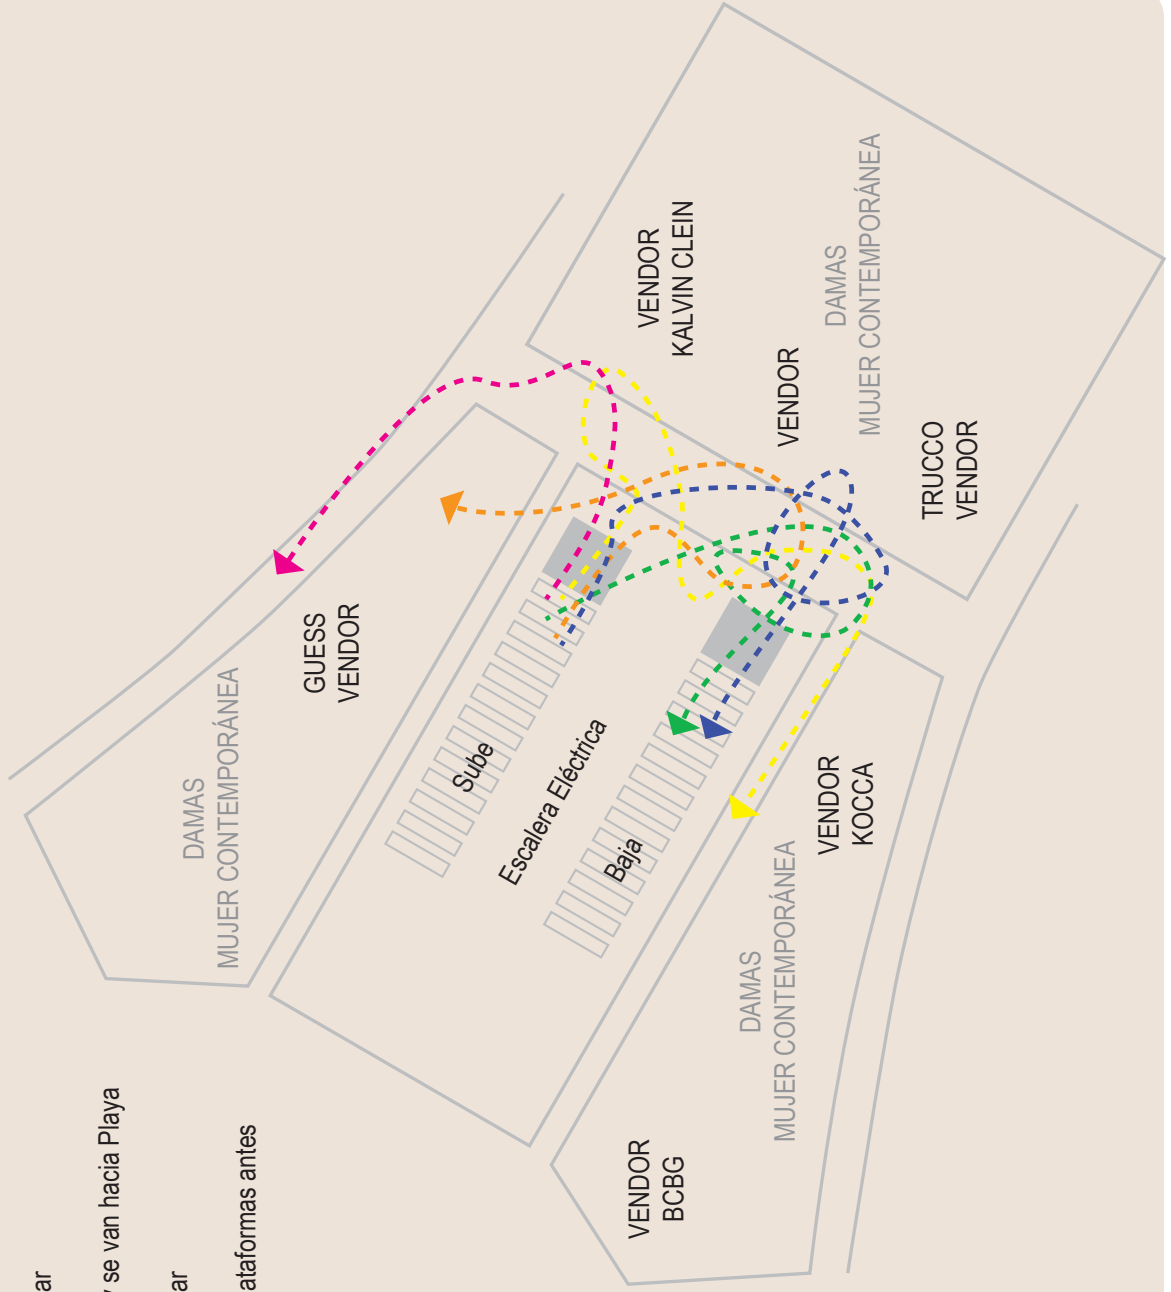 ar
y se van hacia Playa
ar
ataformas antes
DAMAS
MUJER CONTEMPORÁNEA
GUESS
VENDOR
Sube
Escalera Eléctrica
Baja
VENDOR
BCBG
DAMAS
MUJER CONTEMPORÁNEA
VENDOR
KOCCA
VENDOR
KALVIN CLEIN
VENDOR
DAMAS
MUJER CONTEMPORÁNEA
TRUCCO
VENDOR